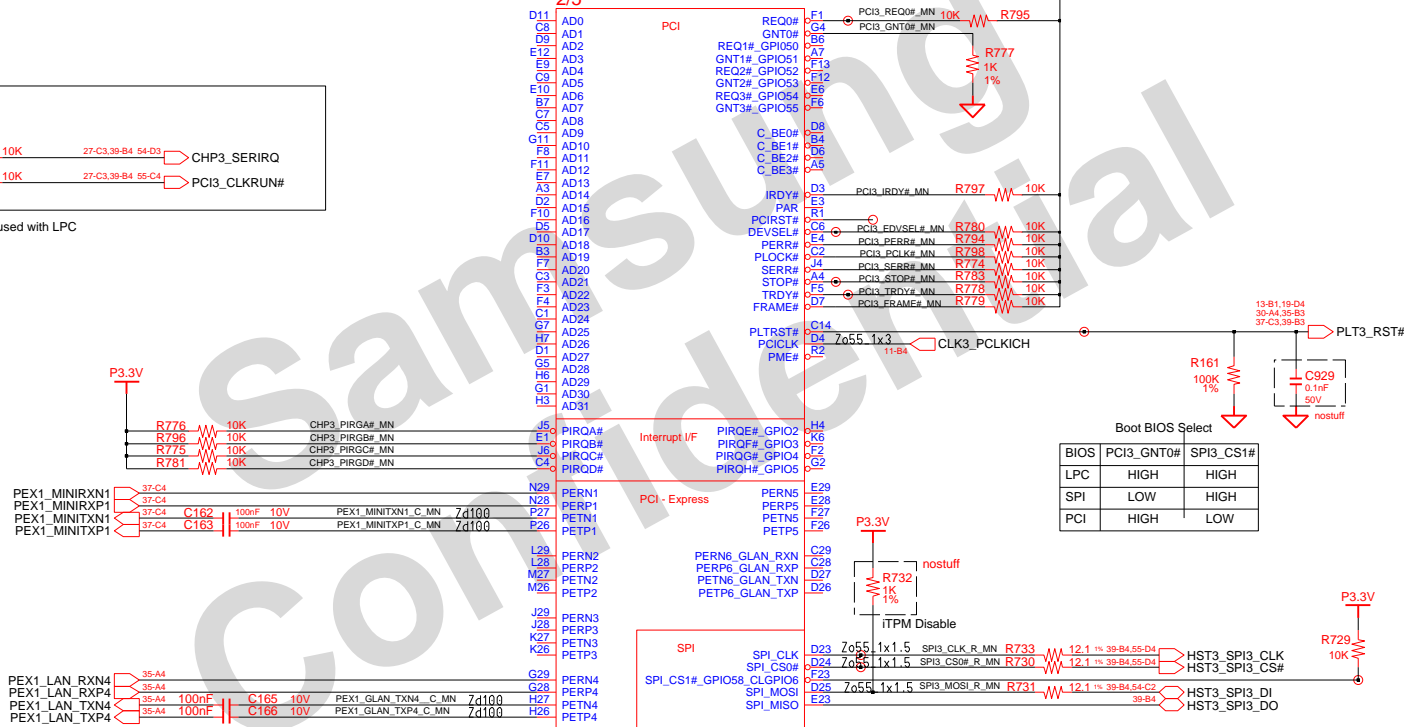 2/5
PCI
D11 AD0
C8 AD1
D9 AD2
E12 AD3
E9 AD4
C9 AD5
E10 AD6
B7 AD7
C7 AD8
C5 AD9
G11 AD10
F8 AD11
F11 AD12
E7 AD13
A3 AD14
D2 AD15
F10 AD16
D5 AD17
D10 AD18
B3 AD19
F7 AD20
C3 AD21
F3 AD22
F4 AD23
C1 AD24
G7 AD25
H7 AD26
D1 AD27
G5 AD28
H6 AD29
G1 AD30
H3 AD31
REQ0# F1 PCI3_REQ0#_MN 10K R795
GNT0# G4 PCI3_GNT0#_MN
REQ1#_GPIO50 B6
GNT1#_GPIO51 A7
REQ2#_GPIO52 F13
GNT2#_GPIO53 F12
REQ3#_GPIO54 E6
GNT3#_GPIO55 F6
R777
1K
1%
C_BE0# D8
C_BE1# B4
C_BE2# D6
C_BE3# A5
IRDY# D3 PCI3_IRDY#_MN R797 10K
PAR E3
PCIRST# R1
DEVSEL# C6 PCI3_EDVSEL#_MN R780 10K
PERR# E4 PCI3_PERR#_MN R794 10K
PLOCK# C2 PCI3_PCLK#_MN R798 10K
SERR# J4 PCI3_SERR#_MN R774 10K
STOP# A4 PCI3_STOP#_MN R783 10K
TRDY# F5 PCI3_TRDY#_MN R778 10K
FRAME# D7 PCI3_FRAME#_MN R779 10K
PLTRST# C14
PCICLK D4 Zo55_1x3 11-B4 CLK3_PCLKICH
PME# R2
13-B1,19-D4
30-A4,35-B3
37-C3,39-B3
PLT3_RST#
R161
100K
1%
C929
0.1nF
50V
nostuff
10K 27-C3,39-B4 54-D3 CHP3_SERIRQ
10K 27-C3,39-B4 55-C4 PCI3_CLKRUN#
used with LPC
P3.3V
R776 10K CHP3_PIRGA#_MN J5 PIRQA#
R796 10K CHP3_PIRGB#_MN E1 PIRQB#
R775 10K CHP3_PIRGC#_MN J6 PIRQC#
R781 10K CHP3_PIRGD#_MN C4 PIRQD#
Interrupt I/F
PIRQE#_GPIO2 H4
PIRQF#_GPIO3 K6
PIRQG#_GPIO4 F2
PIRQH#_GPIO5 G2
Boot BIOS Select
BIOS PCI3_GNT0# SPI3_CS1#
LPC HIGH HIGH
SPI LOW HIGH
PCI HIGH LOW
PCI - Express
PEX1_MINIRXN1 37-C4 N29 PERN1
PEX1_MINIRXP1 37-C4 N28 PERP1
PEX1_MINITXN1 37-C4 C162 100nF 10V PEX1_MINITXN1_C_MN Zd100 P27 PETN1
PEX1_MINITXP1 37-C4 C163 100nF 10V PEX1_MINITXP1_C_MN Zd100 P26 PETP1
L29 PERN2
L28 PERP2
M27 PETN2
M26 PETP2
J29 PERN3
J28 PERP3
K27 PETN3
K26 PETP3
PEX1_LAN_RXN4 35-A4 G29 PERN4
PEX1_LAN_RXP4 35-A4 G28 PERP4
PEX1_LAN_TXN4 35-A4 100nF C165 10V PEX1_GLAN_TXN4_C_MN Zd100 H27 PETN4
PEX1_LAN_TXP4 35-A4 100nF C166 10V PEX1_GLAN_TXP4_C_MN Zd100 H26 PETP4
PERN5 E29
PERP5 E28
PETN5 F27
PETP5 F26
PERN6_GLAN_RXN C29
PERP6_GLAN_RXP C28
PETN6_GLAN_TXN D27
PETP6_GLAN_TXP D26
P3.3V
nostuff
R732
1K
1%
iTPM Disable
SPI
SPI_CLK D23 Zo55_1x1.5 SPI3_CLK_R_MN R733 12.1 1% 39-B4,55-D4 HST3_SPI3_CLK
SPI_CS0# D24 Zo55_1x1.5 SPI3_CS0#_R_MN R730 12.1 1% 39-B4,55-D4 HST3_SPI3_CS#
SPI_CS1#_GPIO58_CLGPIO6 F23
SPI_MOSI D25 Zo55_1x1.5 SPI3_MOSI_R_MN R731 12.1 1% 39-B4,54-C2 HST3_SPI3_DI
SPI_MISO E23 39-B4 HST3_SPI3_DO
P3.3V
R729
10K
Samsung
Confidential